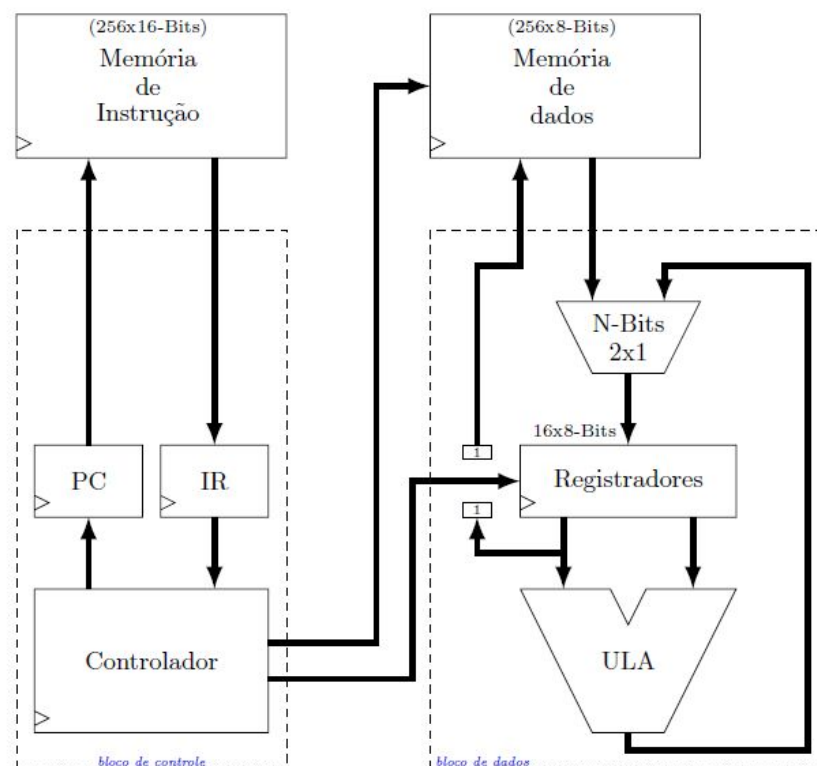 (256x16-Bits)
Memória
de
Instrução
(256x8-Bits)
Memória
de
dados
N-Bits
2x1
16x8-Bits
1
PC
IR
Registradores
1
Controlador
ULA
bloco de controle
bloco de dados